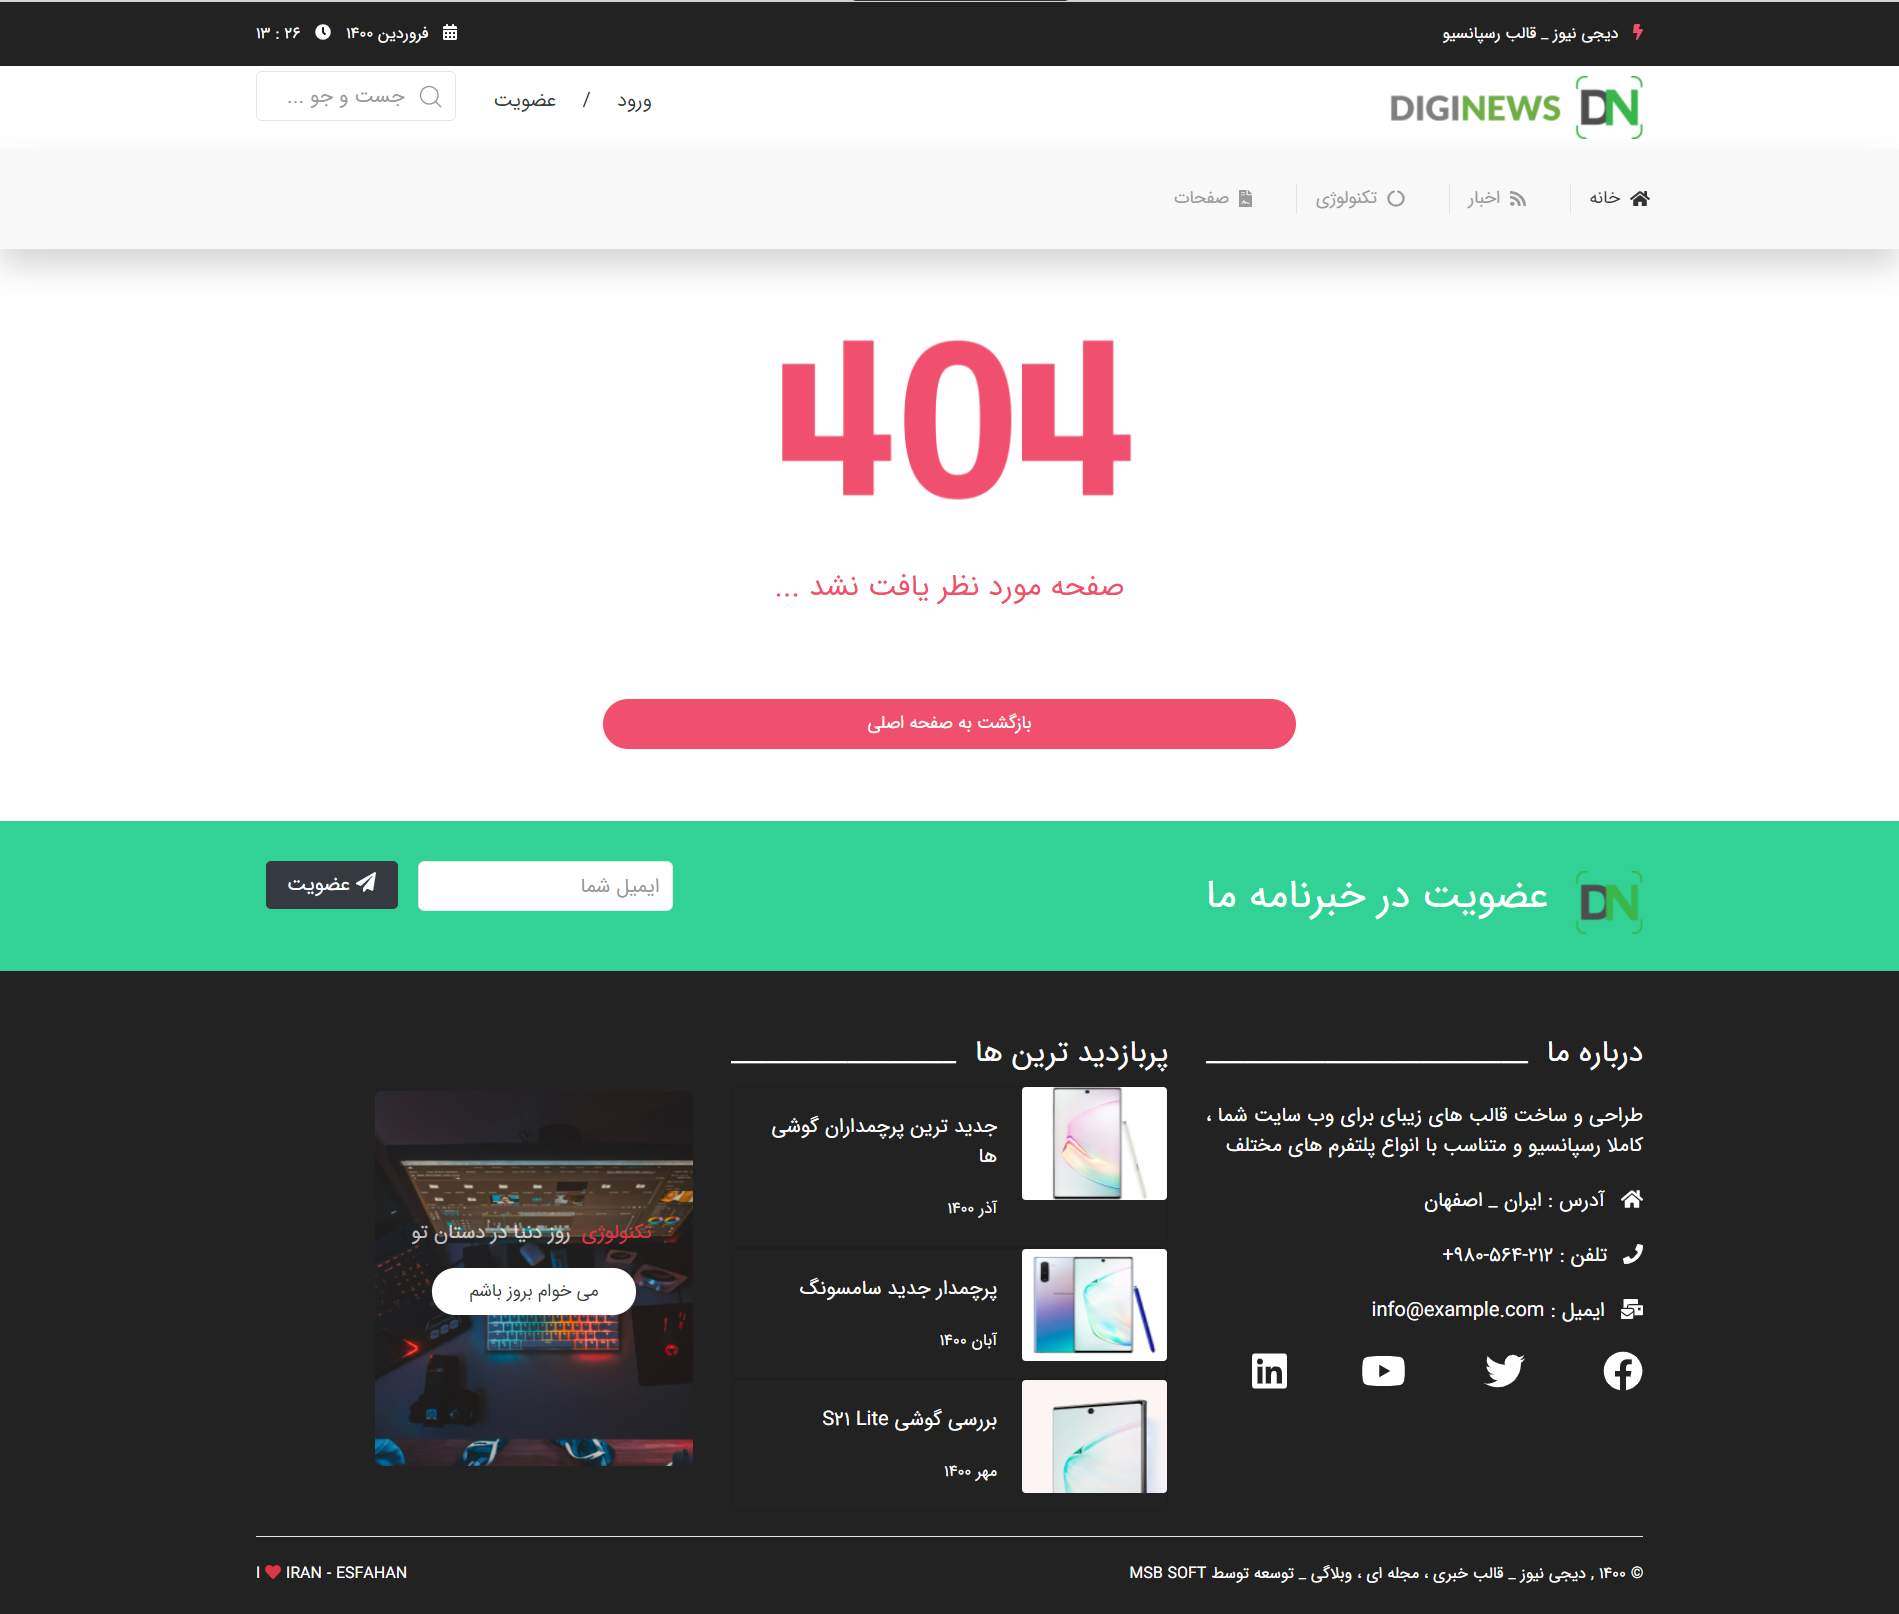 دیجی نیوز _ قالب رسپانسیو
فروردین ۱۴۰۰
۲۶ : ۱۳
DIGINEWS DN
ورود / عضویت
جست و جو ...
خانه
اخبار
تکنولوژی
صفحات
۴۰۴
صفحه مورد نظر یافت نشد ...
بازگشت به صفحه اصلی
DN
عضویت در خبرنامه ما
ایمیل شما
عضویت
درباره ما
طراحی و ساخت قالب های زیبای برای وب سایت شما ،
کاملا رسپانسیو و متناسب با انواع پلتفرم های مختلف
آدرس : ایران _ اصفهان
تلفن : ۲۱۲-۵۶۴-۹۸۰+
ایمیل : info@example.com
پربازدید ترین ها
جدید ترین پرچمداران گوشی
ها
آذر ۱۴۰۰
پرچمدار جدید سامسونگ
آبان ۱۴۰۰
بررسی گوشی S۲۱ Lite
مهر ۱۴۰۰
تکنولوژی روز دنیا در دستان تو
می خوام بروز باشم
© ۱۴۰۰ , دیجی نیوز _ قالب خبری ، مجله ای ، وبلاگی _ توسعه توسط MSB SOFT
I ❤ IRAN - ESFAHAN